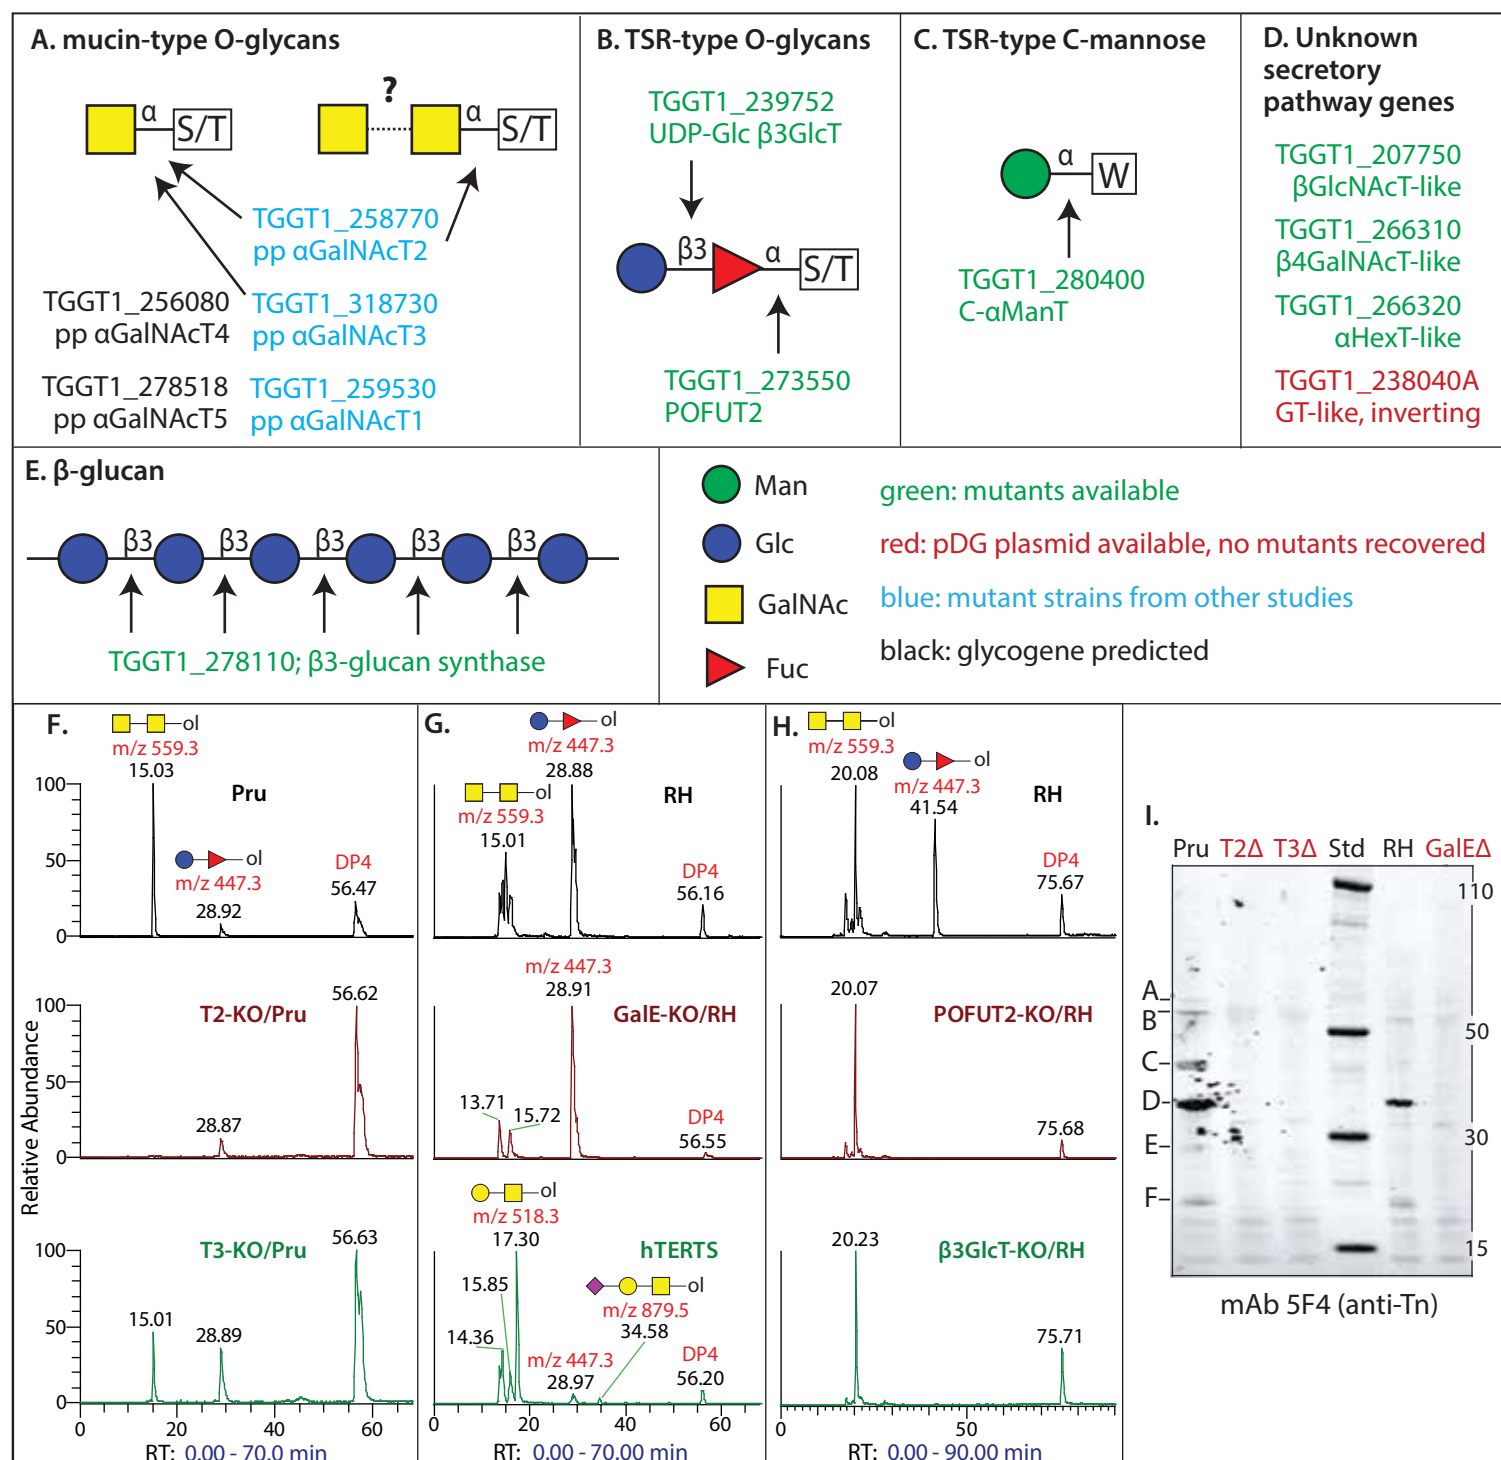 A. mucin-type O-glycans
?
α
S/T
α
S/T
TGGT1_258770
pp αGalNAcT2
TGGT1_256080
pp αGalNAcT4
TGGT1_318730
pp αGalNAcT3
TGGT1_278518
pp αGalNAcT5
TGGT1_259530
pp αGalNAcT1
B. TSR-type O-glycans
TGGT1_239752
UDP-Glc β3GlcT
β3
α
S/T
TGGT1_273550
POFUT2
C. TSR-type C-mannose
α
W
TGGT1_280400
C-αManT
D. Unknown
secretory
pathway genes
TGGT1_207750
βGlcNAcT-like
TGGT1_266310
β4GalNAcT-like
TGGT1_266320
αHexT-like
TGGT1_238040A
GT-like, inverting
E. β-glucan
β3 β3 β3 β3 β3
TGGT1_278110; β3-glucan synthase
Man
Glc
GalNAc
Fuc
green: mutants available
red: pDG plasmid available, no mutants recovered
blue: mutant strains from other studies
black: glycogene predicted
F.
ol
m/z 559.3
15.03
Pru
100
50
0
ol
m/z 447.3
28.92
DP4
56.47
T2-KO/Pru
100
50
0
28.87
56.62
Relative Abundance
T3-KO/Pru
100
50
0
15.01
28.89
56.63
0 20 40 60
RT: 0.00 - 70.0 min
G.
ol
m/z 447.3
28.88
RH
ol
m/z 559.3
15.01
DP4
56.16
m/z 447.3
28.91
GalE-KO/RH
13.71
15.72
DP4
56.55
ol
m/z 518.3
17.30
hTERTS
15.85
14.36
ol
m/z 879.5
34.58
m/z 447.3
28.97
DP4
56.20
0 20 40 60
RT: 0.00 - 70.00 min
H.
ol
m/z 559.3
20.08
ol
m/z 447.3
41.54
RH
DP4
75.67
20.07
POFUT2-KO/RH
75.68
20.23
β3GlcT-KO/RH
75.71
0 50
RT: 0.00 - 90.00 min
I.
Pru T2Δ T3Δ Std RH GalEΔ
110
A
B
50
C
D
30
E
F
15
mAb 5F4 (anti-Tn)